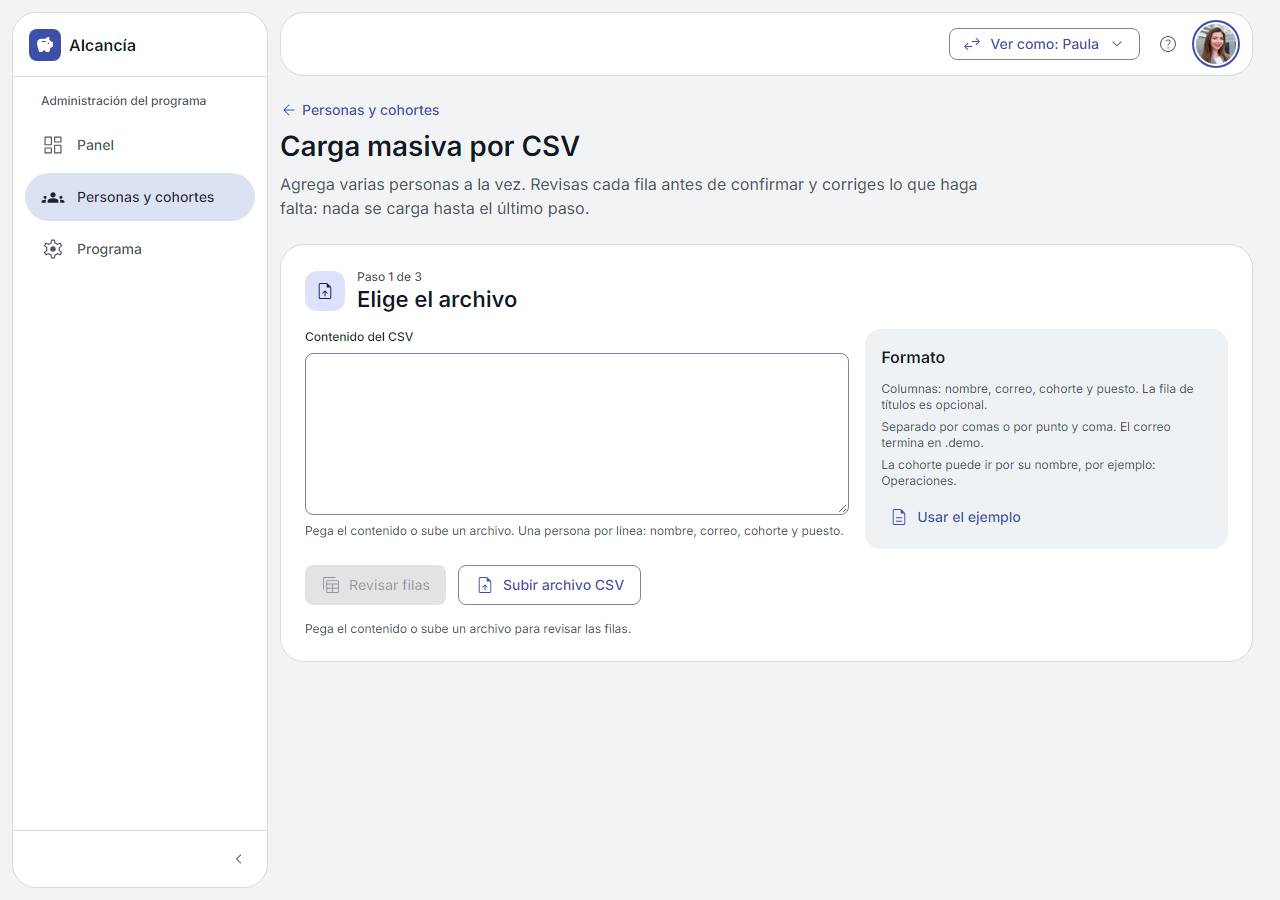 Alcancía
Ver como: Paula
Administración del programa
Panel
Personas y cohortes
Programa
Personas y cohortes
Carga masiva por CSV
Agrega varias personas a la vez. Revisas cada fila antes de confirmar y corriges lo que haga
falta: nada se carga hasta el último paso.
Paso 1 de 3
Elige el archivo
Contenido del CSV
Pega el contenido o sube un archivo. Una persona por línea: nombre, correo, cohorte y puesto.
Formato
Columnas: nombre, correo, cohorte y puesto. La fila de
títulos es opcional.
Separado por comas o por punto y coma. El correo
termina en .demo.
La cohorte puede ir por su nombre, por ejemplo:
Operaciones.
Usar el ejemplo
Revisar filas
Subir archivo CSV
Pega el contenido o sube un archivo para revisar las filas.